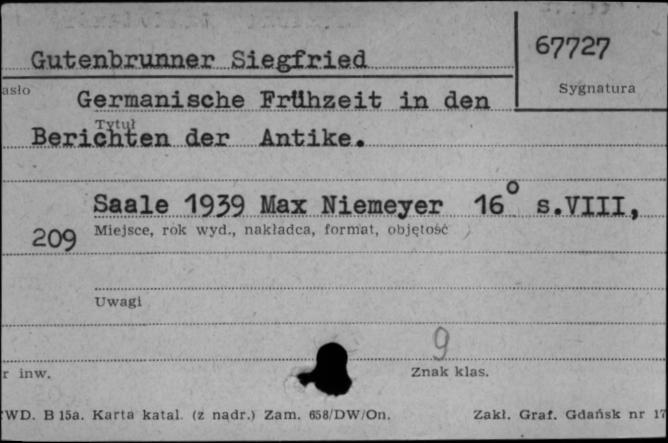 67727
Gutenbrunner Siegfried
asło
Sygnatura
Germanische Frühzeit in den
Tytuł
Berichten der Antike.
Saale 1939 Max Niemeyer 16° s.VIII,
209 Miejsce, rok wyd., nakładca, format, objętość
Uwagi
9
r inw.
Znak klas.
WD. B 15a. Karta katal. (z nadr.) Zam. 658/DW/On. Zakł. Graf. Gdańsk nr 17